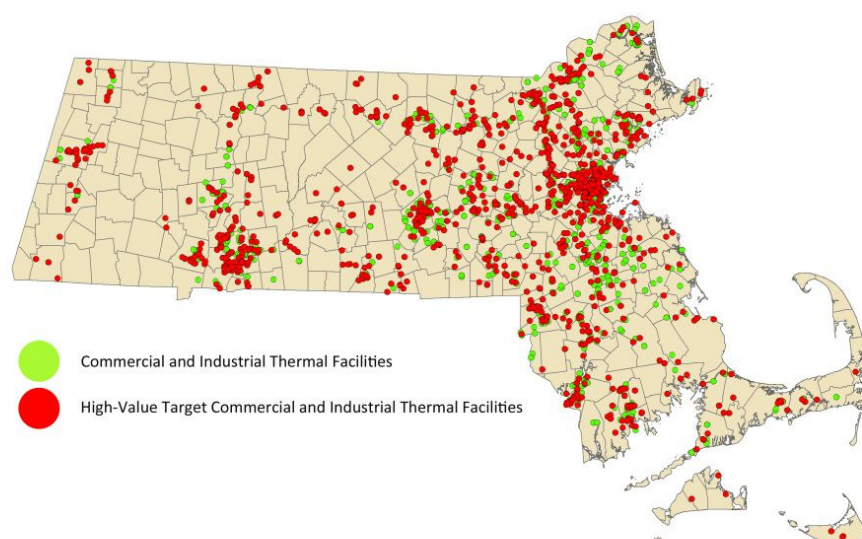 Commercial and Industrial Thermal Facilities
High-Value Target Commercial and Industrial Thermal Facilities